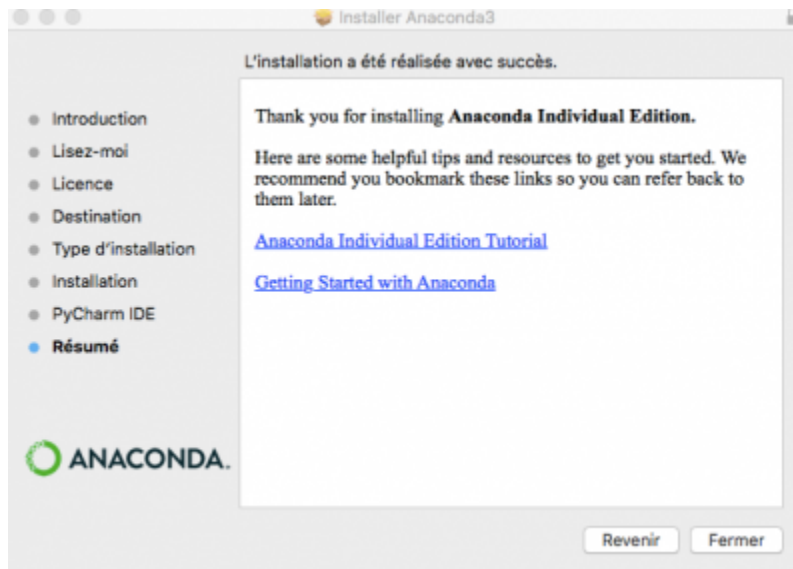 Installer Anaconda3
L'installation a été réalisée avec succès.
Introduction
Lisez-moi
Licence
Destination
Type d'installation
Installation
PyCharm IDE
Résumé
Thank you for installing Anaconda Individual Edition.
Here are some helpful tips and resources to get you started. We
recommend you bookmark these links so you can refer back to
them later.
Anaconda Individual Edition Tutorial
Getting Started with Anaconda
ANACONDA.
Revenir
Fermer